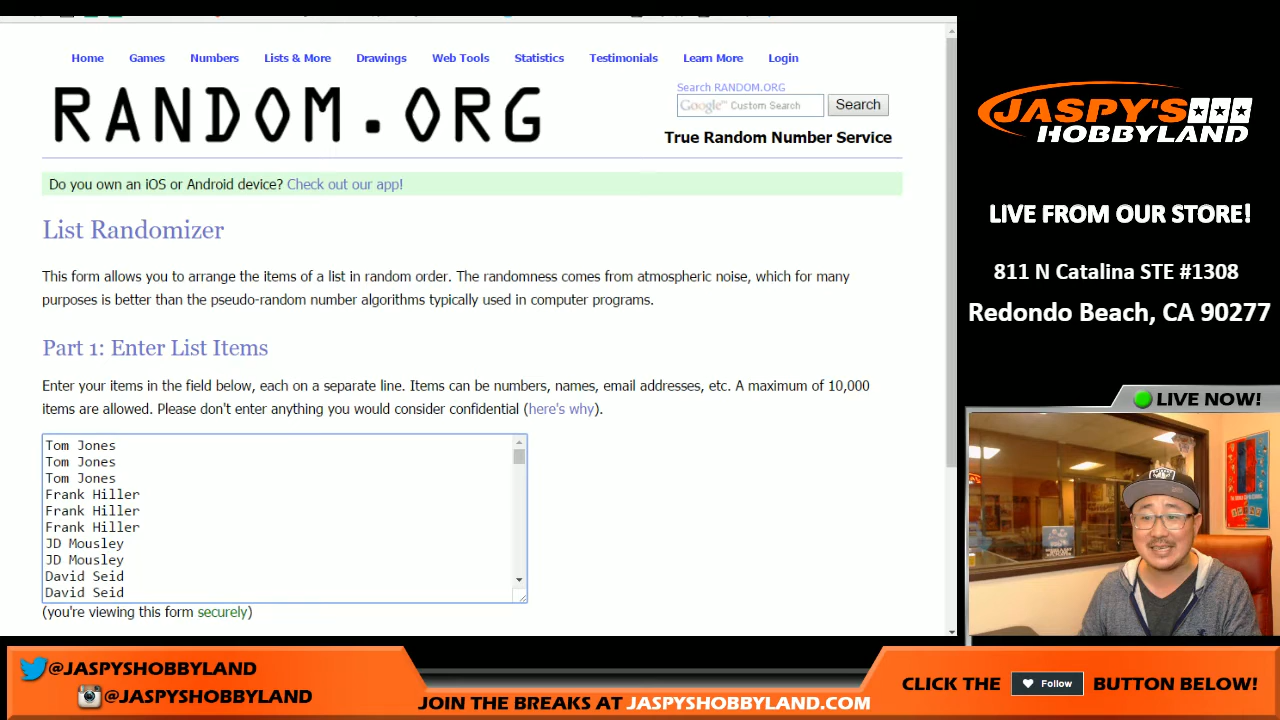 Home Games Numbers Lists & More Drawings Web Tools Statistics Testimonials Learn More Login
RANDOM.ORG
Search RANDOM.ORG
Google™ Custom Search Search
True Random Number Service
Do you own an iOS or Android device? Check out our app!
List Randomizer
This form allows you to arrange the items of a list in random order. The randomness comes from atmospheric noise, which for many
purposes is better than the pseudo-random number algorithms typically used in computer programs.
Part 1: Enter List Items
Enter your items in the field below, each on a separate line. Items can be numbers, names, email addresses, etc. A maximum of 10,000
items are allowed. Please don't enter anything you would consider confidential (here's why).
Tom Jones
Tom Jones
Tom Jones
Frank Hiller
Frank Hiller
Frank Hiller
JD Mousley
JD Mousley
David Seid
David Seid
(you're viewing this form securely)
JASPY'S
HOBBYLAND
LIVE FROM OUR STORE!
811 N Catalina STE #1308
Redondo Beach, CA 90277
LIVE NOW!
@JASPYSHOBBYLAND
@JASPYSHOBBYLAND
JOIN THE BREAKS AT JASPYSHOBBYLAND.COM
CLICK THE Follow BUTTON BELOW!